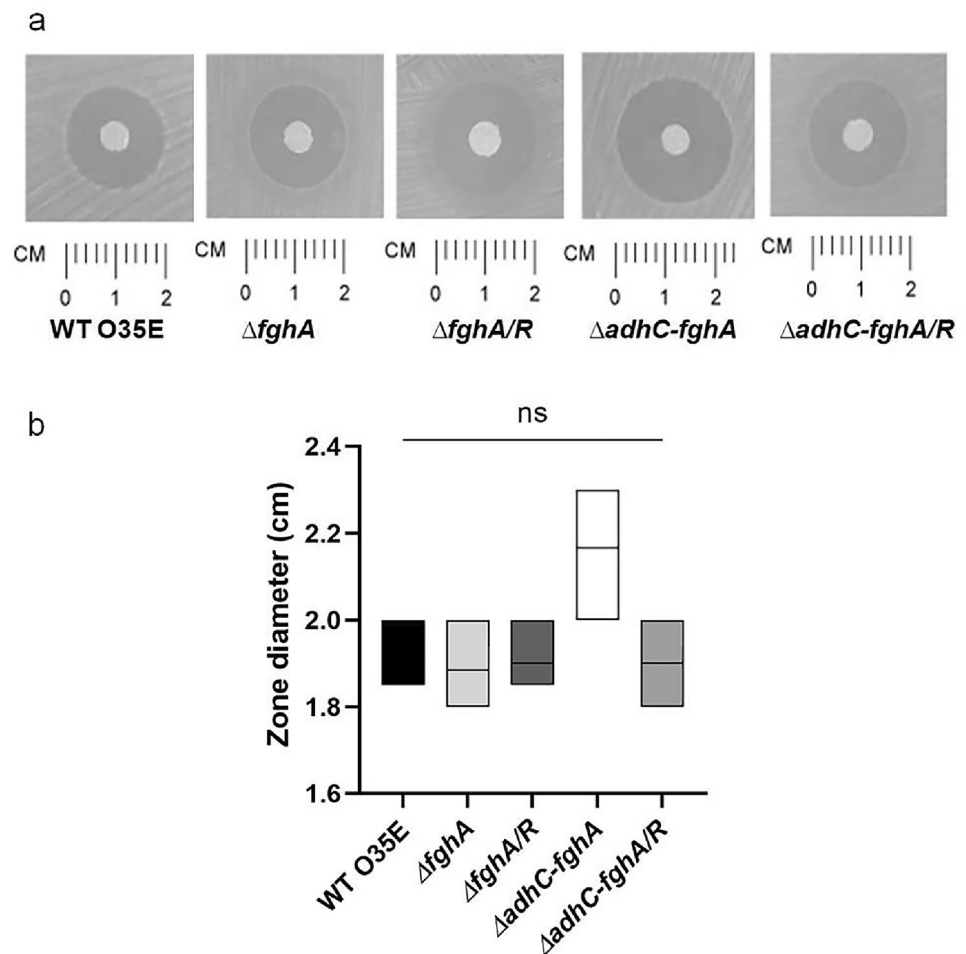 a
CM 0 1 2
CM 0 1 2
CM 0 1 2
CM 0 1 2
CM 0 1 2
WT O35E
ΔfghA
ΔfghA/R
ΔadhC-fghA
ΔadhC-fghA/R
b
ns
Zone diameter (cm)
2.4
2.2
2.0
1.8
1.6
WT O35E
ΔfghA
ΔfghA/R
ΔadhC-fghA
ΔadhC-fghA/R